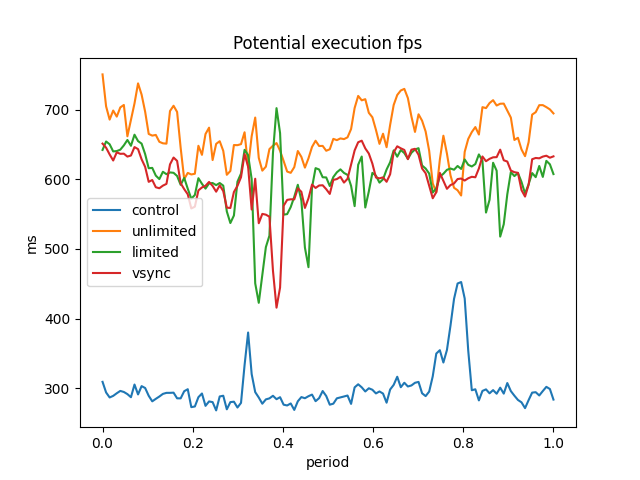 Potential execution fps
ms
700
600
500
400
300
control
unlimited
limited
vsync
0.0 0.2 0.4 0.6 0.8 1.0
period